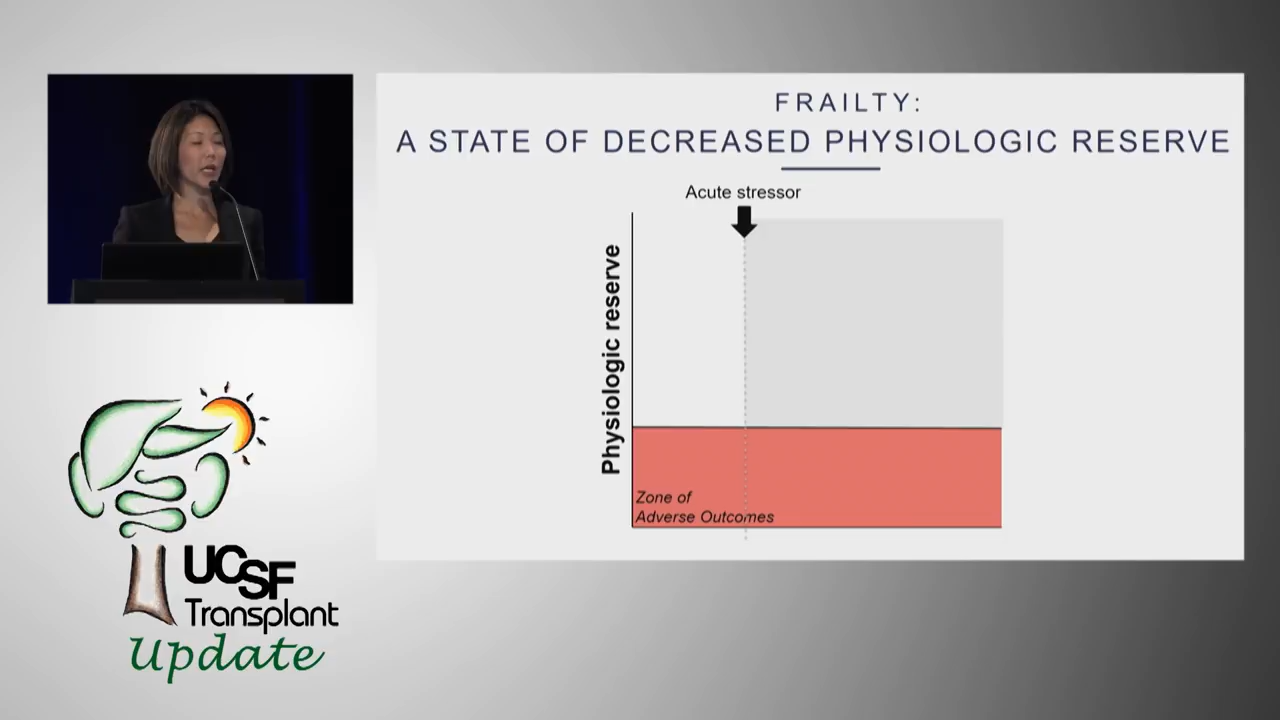 FRAILTY:
A STATE OF DECREASED PHYSIOLOGIC RESERVE
Acute stressor
Physiologic reserve
Zone of
Adverse Outcomes
UCSF
Transplant
Update